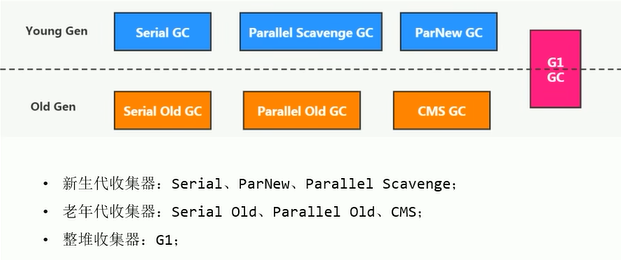 Young Gen
Serial GC
Parallel Scavenge GC
ParNew GC
G1
GC
Old Gen
Serial Old GC
Parallel Old GC
CMS GC
• 新生代收集器：Serial、ParNew、Parallel Scavenge；
• 老年代收集器：Serial Old、Parallel Old、CMS；
• 整堆收集器：G1；